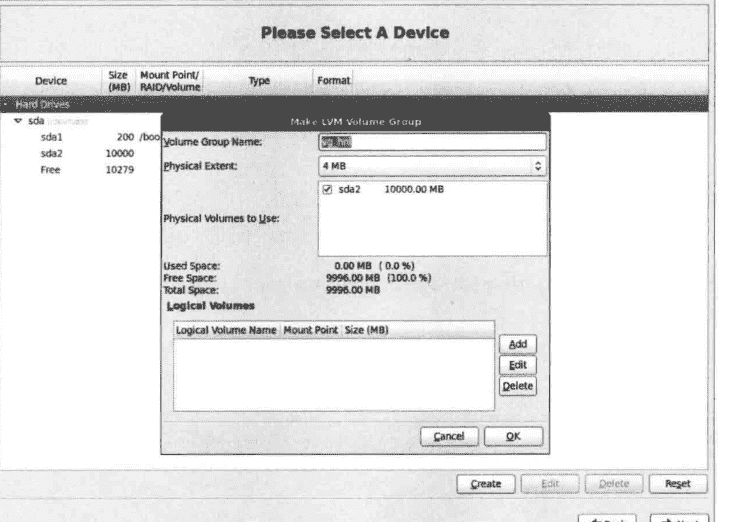 Please Select A Device
Device Size (MB) Mount Point/ RAID/Volume Type Format
Hard Drives
sda
sda1 200 /boo
sda2 10000
Free 10279
Make LVM Volume Group
Volume Group Name:
Physical Extent: 4 MB
sda2 10000.00 MB
Physical Volumes to Use:
Used Space: 0.00 MB ( 0.0 %)
Free Space: 9996.00 MB (100.0 %)
Total Space: 9996.00 MB
Logical Volumes
Logical Volume Name Mount Point Size (MB)
Add
Edit
Delete
Cancel OK
Create Edit Delete Reset